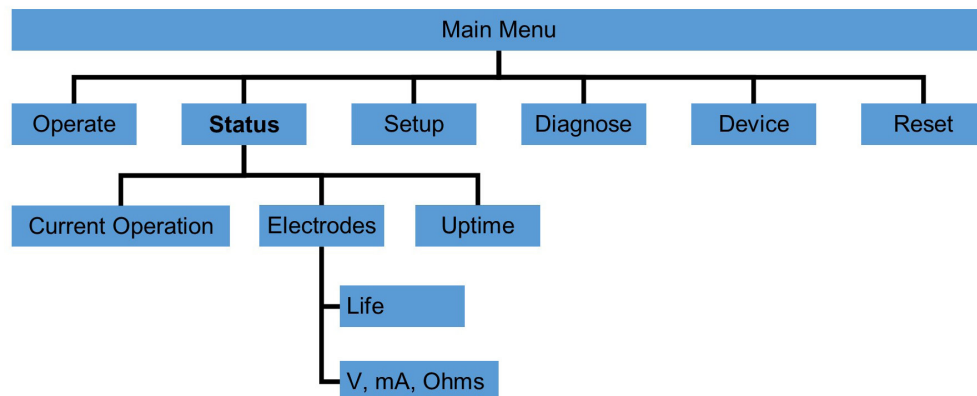 Main Menu
Operate
Status
Setup
Diagnose
Device
Reset
Current Operation
Electrodes
Uptime
Life
V, mA, Ohms